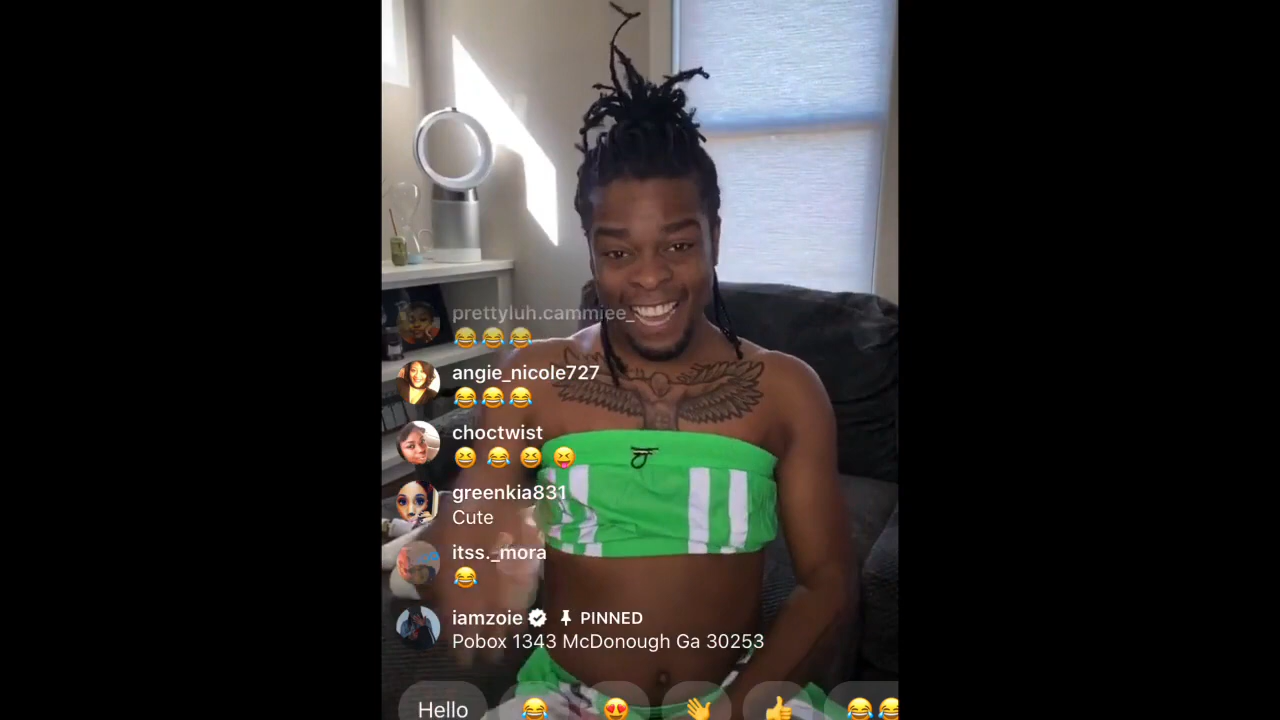 prettyluh.cammiee_
😂😂😂
angie_nicole727
😂😂😂
choctwist
😆😂😆😝
greenkia831
Cute
itss._mora
😂
iamzoie PINNED
Pobox 1343 McDonough Ga 30253
Hello 😂 😍 👋 👍 😂😂